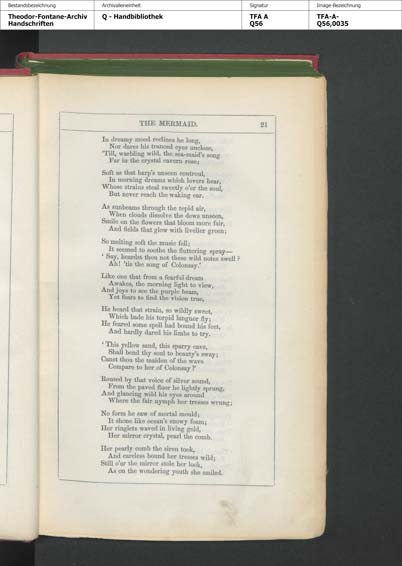 Bestandsbezeichnung
Archivalieneinheit
Signatur
Image-Bezeichnung
Theodor-Fontane-Archiv
Handschriften
Q - Handbibliothek
TFA A
Q56
TFA-A-
Q56,0035
THE MERMAID. 21
In dreamy mood reclines he long,
Nor dares his tranced eyes unclose,
'Till, warbling wild, the sea-maid's song
Far in the crystal cavern rose;
Soft as that harp's unseen controul,
In morning dreams which lovers hear,
Whose strains steal sweetly o'er the soul,
But never reach the waking ear.
As sunbeams through the tepid air,
When clouds dissolve the dews unseen,
Smile on the flowers that bloom more fair,
And fields that glow with livelier green;
So melting soft the music fell;
It seemed to soothe the fluttering spray—
' Say, heardst thou not these wild notes swell?
Ah! 'tis the song of Colonsay.'
Like one that from a fearful dream
Awakes, the morning light to view,
And joys to see the purple beam,
Yet fears to find the vision true,
He heard that strain, so wildly sweet,
Which bade his torpid languor fly;
He feared some spell had bound his feet,
And hardly dared his limbs to try.
' This yellow sand, this sparry cave,
Shall bend thy soul to beauty's sway;
Canst thou the maiden of the wave
Compare to her of Colonsay?'
Roused by that voice of silver sound,
From the paved floor he lightly sprung,
And glancing wild his eyes around
Where the fair nymph her tresses wrung;
No form he saw of mortal mould;
It shone like ocean's snowy foam;
Her ringlets waved in living gold,
Her mirror crystal, pearl the comb.
Her pearly comb the siren took,
And careless bound her tresses wild;
Still o'er the mirror stole her look,
As on the wondering youth she smiled.